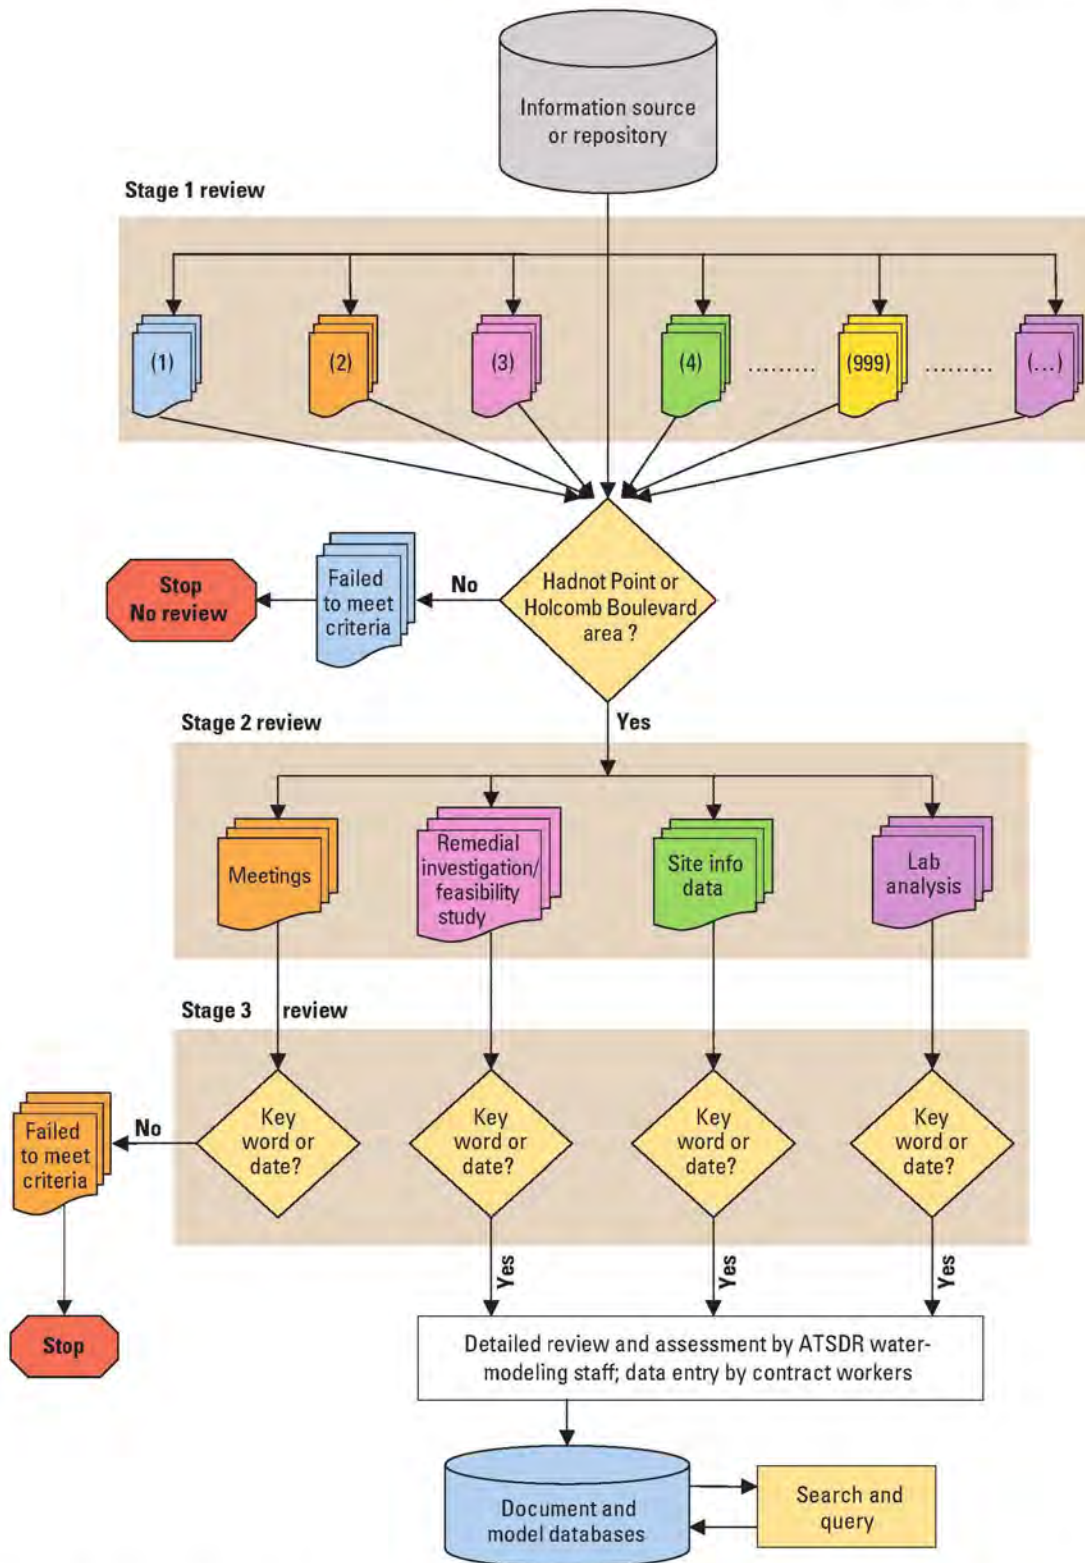 Information source
or repository
Stage 1 review
(1)
(2)
(3)
(4)
.........
(999)
.........
(...)
Hadnot Point or
Holcomb Boulevard
area ?
No
Failed
to meet
criteria
Stop
No review
Yes
Stage 2 review
Meetings
Remedial
investigation/
feasibility
study
Site info
data
Lab
analysis
Stage 3 review
Key
word or
date?
Key
word or
date?
Key
word or
date?
Key
word or
date?
No
Failed
to meet
criteria
Stop
Yes
Yes
Yes
Detailed review and assessment by ATSDR water-
modeling staff; data entry by contract workers
Document and
model databases
Search and
query